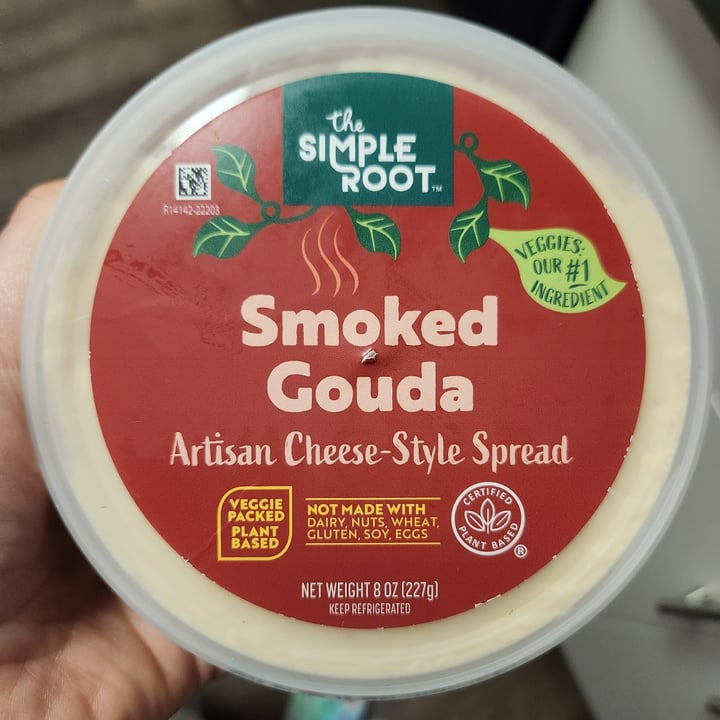 the
SIMPLE
ROOT™
R14142-22203
VEGGIES:
OUR #1
INGREDIENT
Smoked
Gouda
Artisan Cheese-Style Spread
VEGGIE
PACKED
PLANT
BASED
NOT MADE WITH
DAIRY, NUTS, WHEAT,
GLUTEN, SOY, EGGS
CERTIFIED
PLANT BASED
®
NET WEIGHT 8 OZ (227g)
KEEP REFRIGERATED